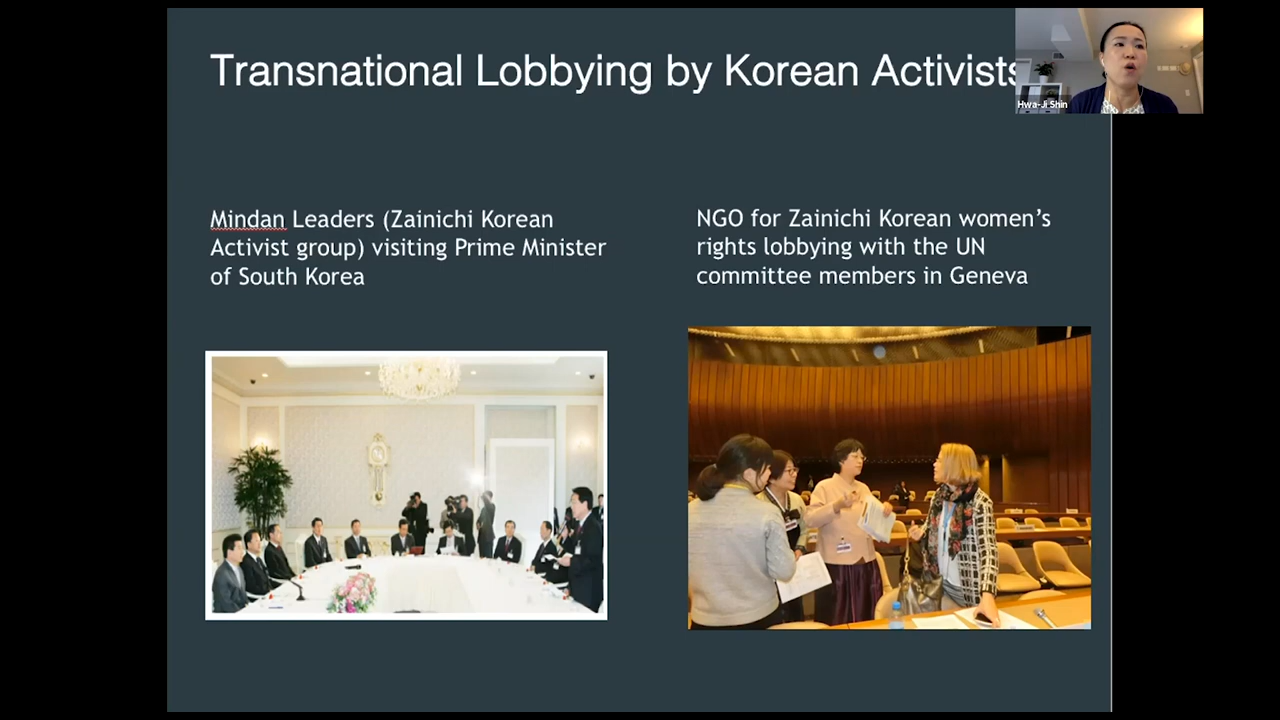 Transnational Lobbying by Korean Activists
Hwa-Ji Shin
Mindan Leaders (Zainichi Korean
Activist group) visiting Prime Minister
of South Korea
NGO for Zainichi Korean women’s
rights lobbying with the UN
committee members in Geneva